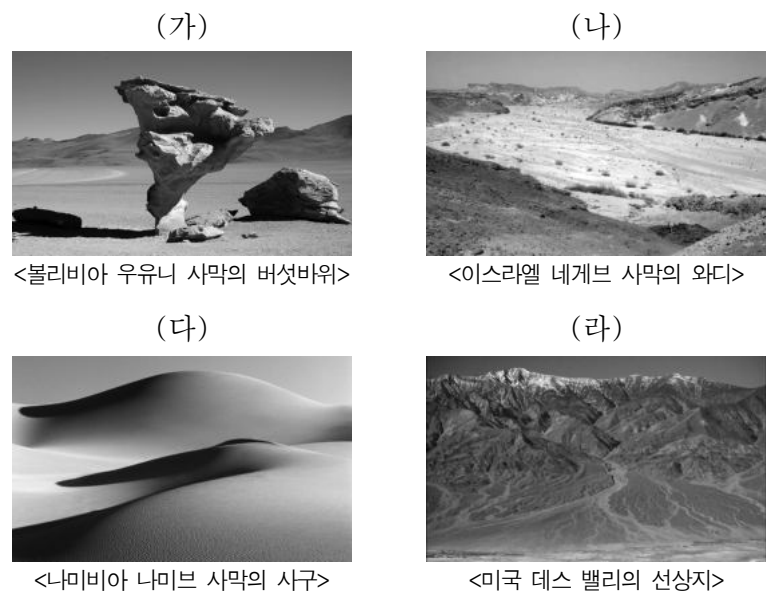 (가)
(나)
<볼리비아 우유니 사막의 버섯바위>
<이스라엘 네게브 사막의 와디>
(다)
(라)
<나미비아 나미브 사막의 사구>
<미국 데스 밸리의 선상지>